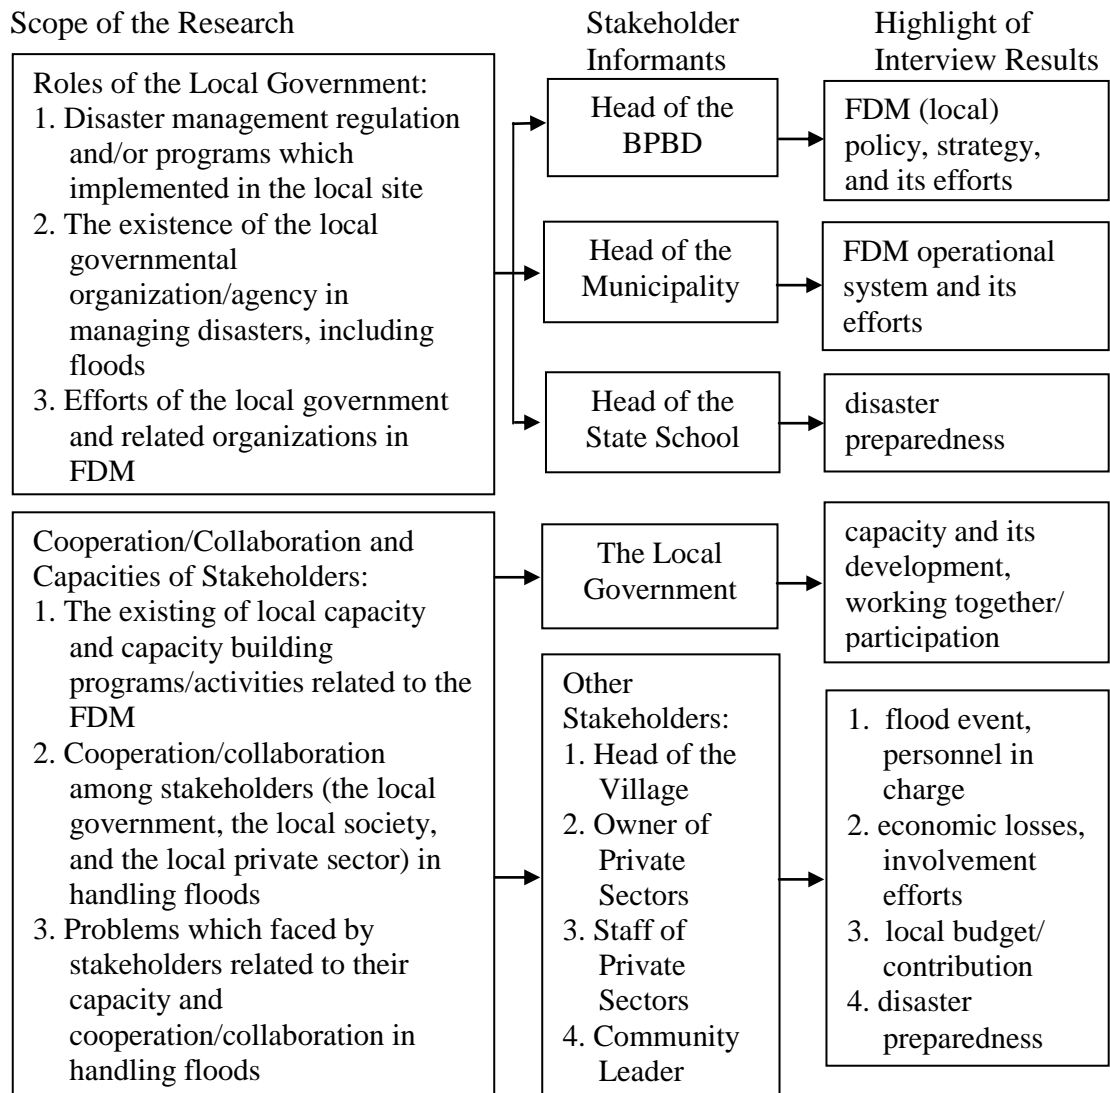 Scope of the Research
Stakeholder
Informants
Highlight of
Interview Results
Roles of the Local Government:
1. Disaster management regulation
and/or programs which
implemented in the local site
2. The existence of the local
governmental
organization/agency in
managing disasters, including
floods
3. Efforts of the local government
and related organizations in
FDM
Head of the
BPBD
FDM (local)
policy, strategy,
and its efforts
Head of the
Municipality
FDM operational
system and its
efforts
Head of the
State School
disaster
preparedness
Cooperation/Collaboration and
Capacities of Stakeholders:
1. The existing of local capacity
and capacity building
programs/activities related to the
FDM
2. Cooperation/collaboration
among stakeholders (the local
government, the local society,
and the local private sector) in
handling floods
3. Problems which faced by
stakeholders related to their
capacity and
cooperation/collaboration in
handling floods
The Local
Government
capacity and its
development,
working together/
participation
Other
Stakeholders:
1. Head of the
Village
2. Owner of
Private
Sectors
3. Staff of
Private
Sectors
4. Community
Leader
1. flood event,
personnel in
charge
2. economic losses,
involvement
efforts
3. local budget/
contribution
4. disaster
preparedness